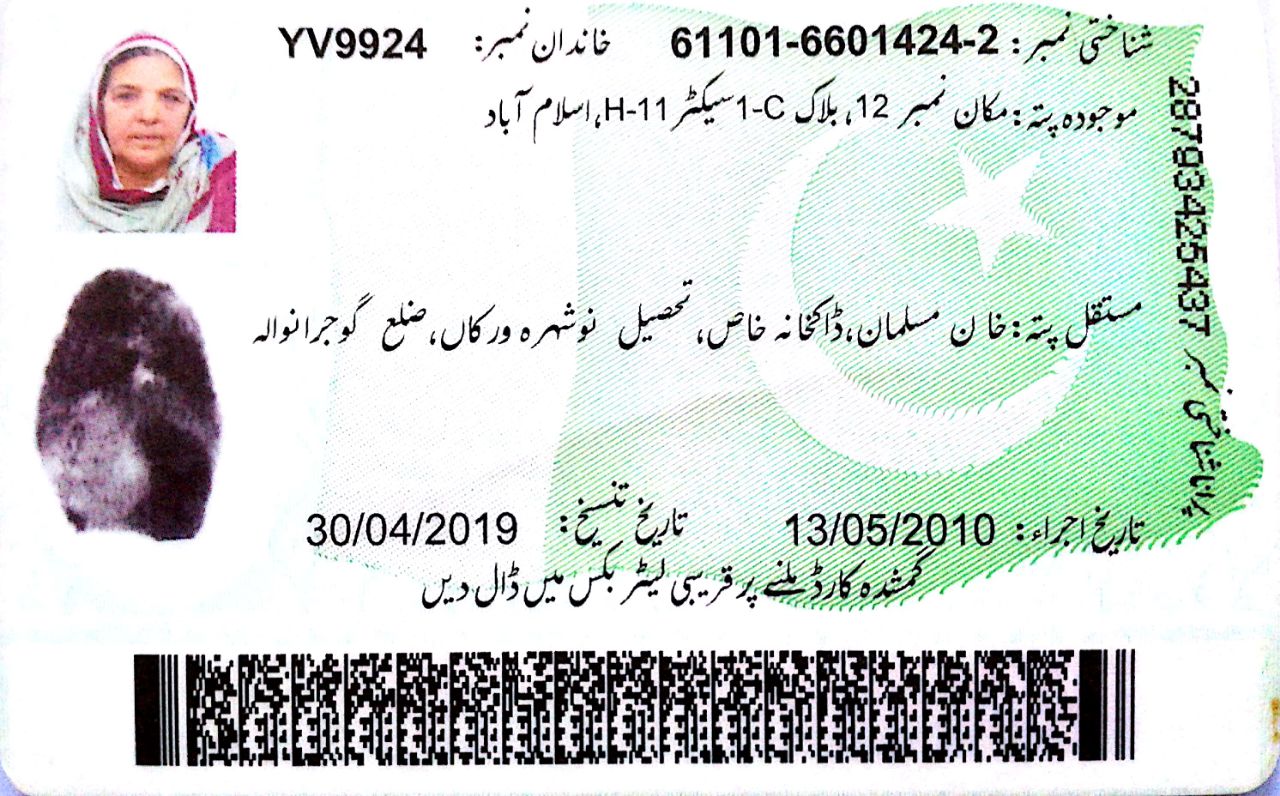 شناختی نمبر: 61101-6601424-2 خاندان نمبر: YV9924
موجودہ پتہ: مکان نمبر 12، بلاک 1-C سیکٹر H-11، اسلام آباد
مستقل پتہ: خان مسلمان، ڈاکخانہ خاص، تحصیل نوشہرہ ورکاں، ضلع گوجرانوالہ
تاریخ اجراء: 13/05/2010 تاریخ تنسیخ: 30/04/2019
گمشدہ کارڈ ملنے پر قریبی لیٹر بکس میں ڈال دیں
پرانا شناختی نمبر 28793425437